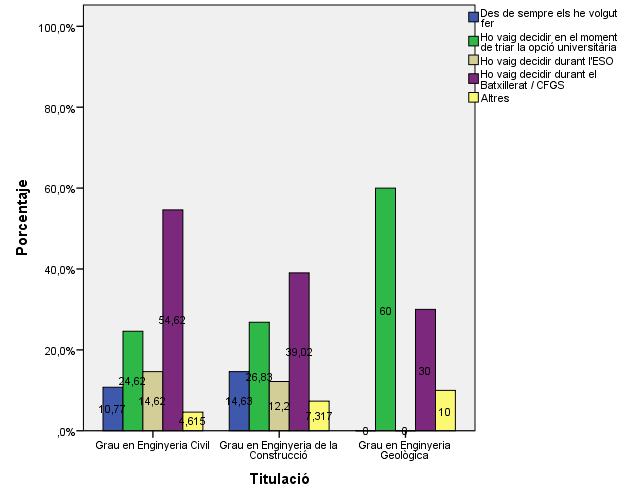 Des de sempre els he volgut
fer
Ho vaig decidir en el moment
de triar la opció universitària
Ho vaig decidir durant l'ESO
Ho vaig decidir durant el
Batxillerat / CFGS
Altres
100,0%
80,0%
60,0%
40,0%
20,0%
,0%
Porcentaje
10,77
24,62
14,62
54,62
4,615
14,63
26,83
12,2
39,02
7,317
0
60
0
30
10
Grau en Enginyeria Civil
Grau en Enginyeria de la
Construcció
Grau en Enginyeria
Geològica
Titulació